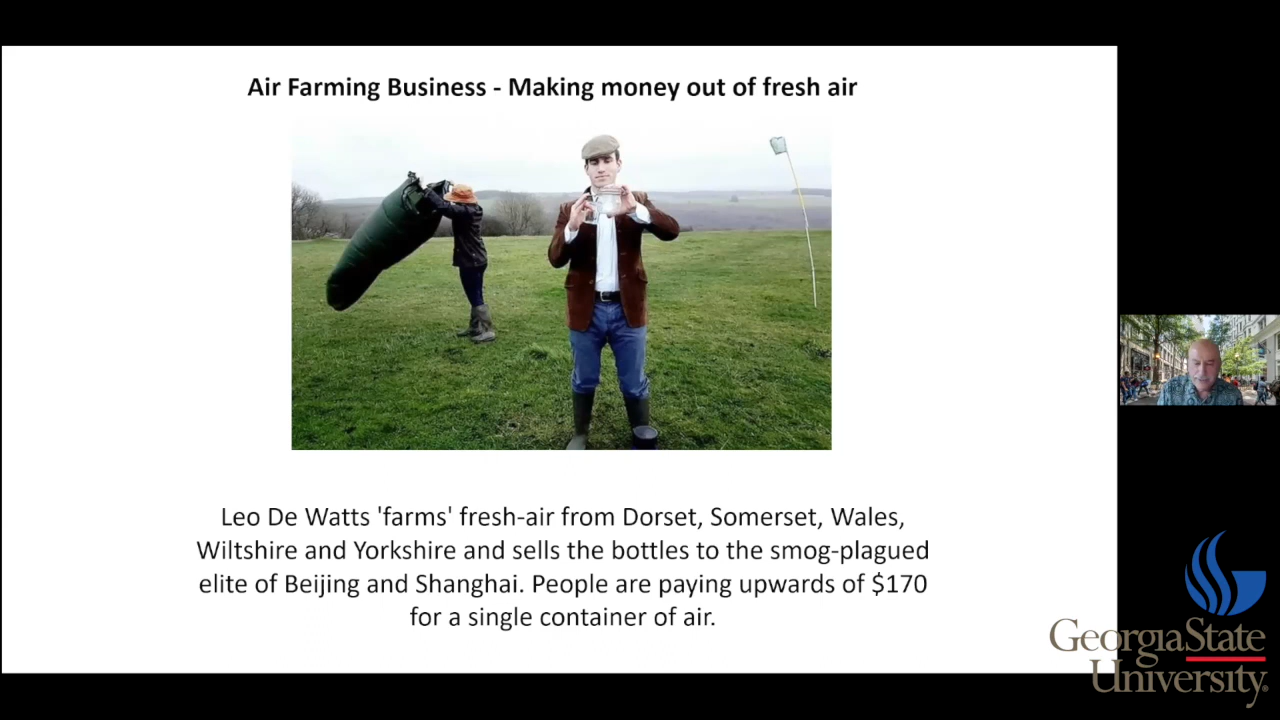 Air Farming Business - Making money out of fresh air
Leo De Watts 'farms' fresh-air from Dorset, Somerset, Wales,
Wiltshire and Yorkshire and sells the bottles to the smog-plagued
elite of Beijing and Shanghai. People are paying upwards of $170
for a single container of air.
GeorgiaState
University®